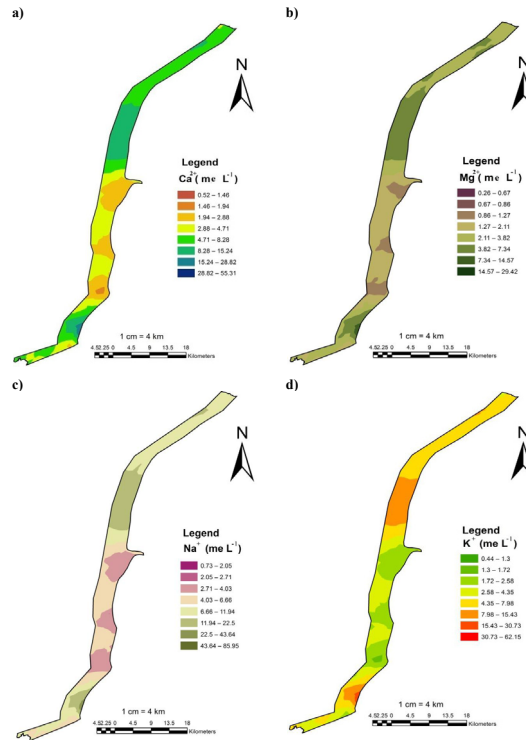 a)
N
Legend
Ca2+( me L-1)
0.52 – 1.46
1.46 – 1.94
1.94 – 2.88
2.88 – 4.71
4.71 – 8.28
8.28 – 15.24
15.24 – 28.82
28.82 – 55.31
1 cm = 4 km
4.52.25 0 4.5 9 13.5 18
Kilometers
b)
N
Legend
Mg2+( me L-1)
0.26 – 0.67
0.67 – 0.86
0.86 – 1.27
1.27 – 2.11
2.11 – 3.82
3.82 – 7.34
7.34 – 14.57
14.57 – 29.42
1 cm = 4 km
4.52.25 0 4.5 9 13.5 18
Kilometers
c)
N
Legend
Na+ (me L-1)
0.73 – 2.05
2.05 – 2.71
2.71 – 4.03
4.03 – 6.66
6.66 – 11.94
11.94 – 22.5
22.5 – 43.64
43.64 – 85.95
1 cm = 4 km
4.52.25 0 4.5 9 13.5 18
Kilometers
d)
N
Legend
K+ (me L-1)
0.44 – 1.3
1.3 – 1.72
1.72 – 2.58
2.58 – 4.35
4.35 – 7.98
7.98 – 15.43
15.43 – 30.73
30.73 – 62.15
1 cm = 4 km
4.52.25 0 4.5 9 13.5 18
Kilometers